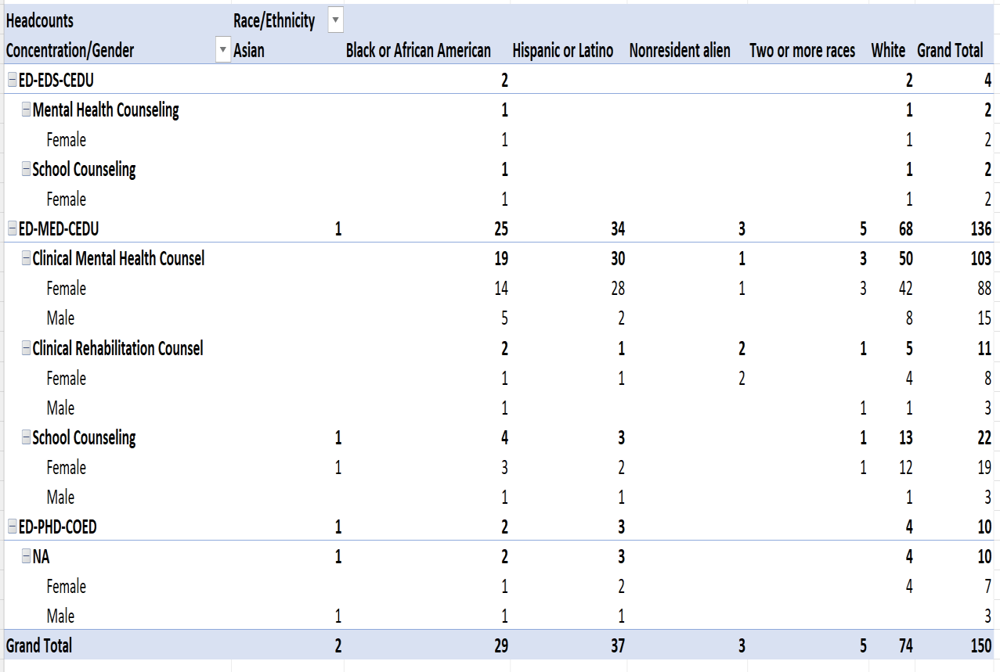 Headcounts Race/Ethnicity
Concentration/Gender Asian Black or African American Hispanic or Latino Nonresident alien Two or more races White Grand Total
ED-EDS-CEDU 2 2 4
Mental Health Counseling 1 1 2
Female 1 1 2
School Counseling 1 1 2
Female 1 1 2
ED-MED-CEDU 1 25 34 3 5 68 136
Clinical Mental Health Counsel 19 30 1 3 50 103
Female 14 28 1 3 42 88
Male 5 2 8 15
Clinical Rehabilitation Counsel 2 1 2 1 5 11
Female 1 1 2 4 8
Male 1 1 1 3
School Counseling 1 4 3 1 13 22
Female 1 3 2 1 12 19
Male 1 1 1 3
ED-PHD-COED 1 2 3 4 10
NA 1 2 3 4 10
Female 1 2 4 7
Male 1 1 1 3
Grand Total 2 29 37 3 5 74 150